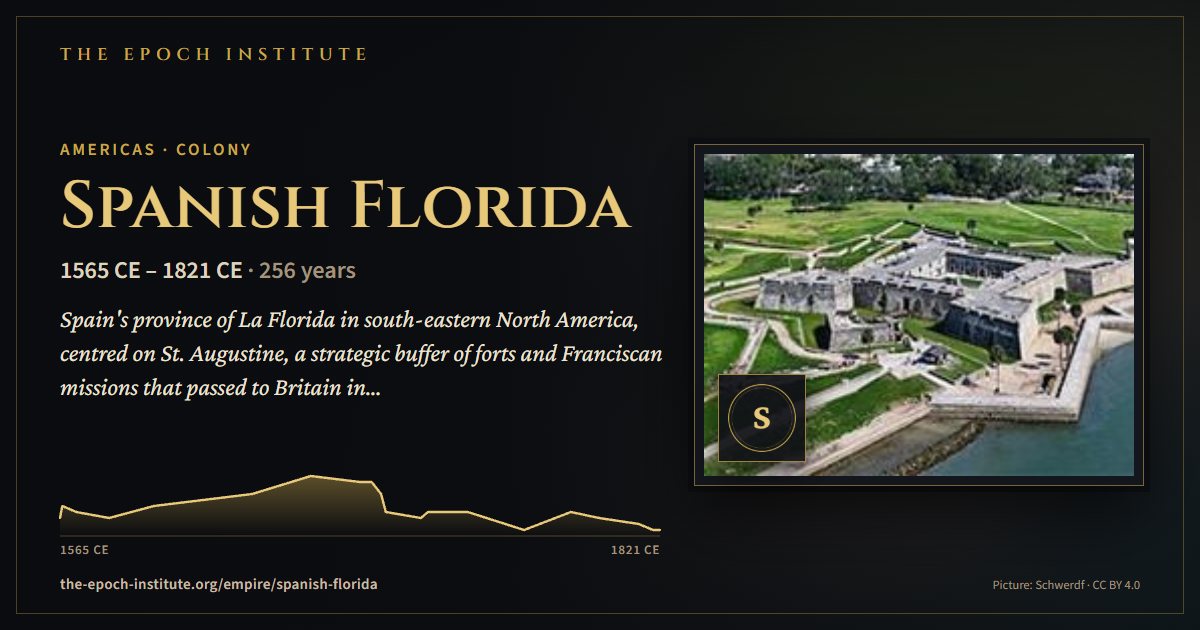 THE EPOCH INSTITUTE
AMERICAS · COLONY
SPANISH FLORIDA
1565 CE – 1821 CE · 256 years
Spain's province of La Florida in south-eastern North America,
centred on St. Augustine, a strategic buffer of forts and Franciscan
missions that passed to Britain in...
S
1565 CE
1821 CE
the-epoch-institute.org/empire/spanish-florida
Picture: Schwerdf · CC BY 4.0